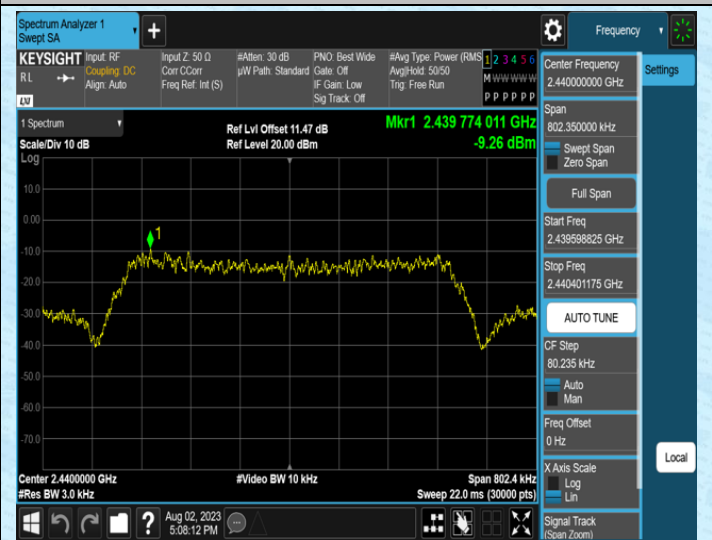 Spectrum Analyzer 1
Swept SA
+
Frequency
KEYSIGHT
RL
LXI
Input: RF
Coupling: DC
Align: Auto
Input Z: 50 Ω
Corr CCorr
Freq Ref: Int (S)
#Atten: 30 dB
µW Path: Standard
PNO: Best Wide
Gate: Off
IF Gain: Low
Sig Track: Off
#Avg Type: Power (RMS
Avg|Hold: 50/50
Trig: Free Run
1 2 3 4 5 6
M W W W W W
P P P P P P
1 Spectrum
Scale/Div 10 dB
Log
Ref Lvl Offset 11.47 dB
Ref Level 20.00 dBm
Mkr1 2.439 774 011 GHz
-9.26 dBm
10.0
0.00
-10.0
-20.0
-30.0
-40.0
-50.0
-60.0
-70.0
1
Center 2.4400000 GHz
#Res BW 3.0 kHz
#Video BW 10 kHz
Span 802.4 kHz
Sweep 22.0 ms (30000 pts)
?
Aug 02, 2023
5:08:12 PM
Center Frequency
2.440000000 GHz
Span
802.350000 kHz
Swept Span
Zero Span
Full Span
Start Freq
2.439598825 GHz
Stop Freq
2.440401175 GHz
AUTO TUNE
CF Step
80.235 kHz
Auto
Man
Freq Offset
0 Hz
X Axis Scale
Log
Lin
Signal Track
(Span Zoom)
Settings
Local